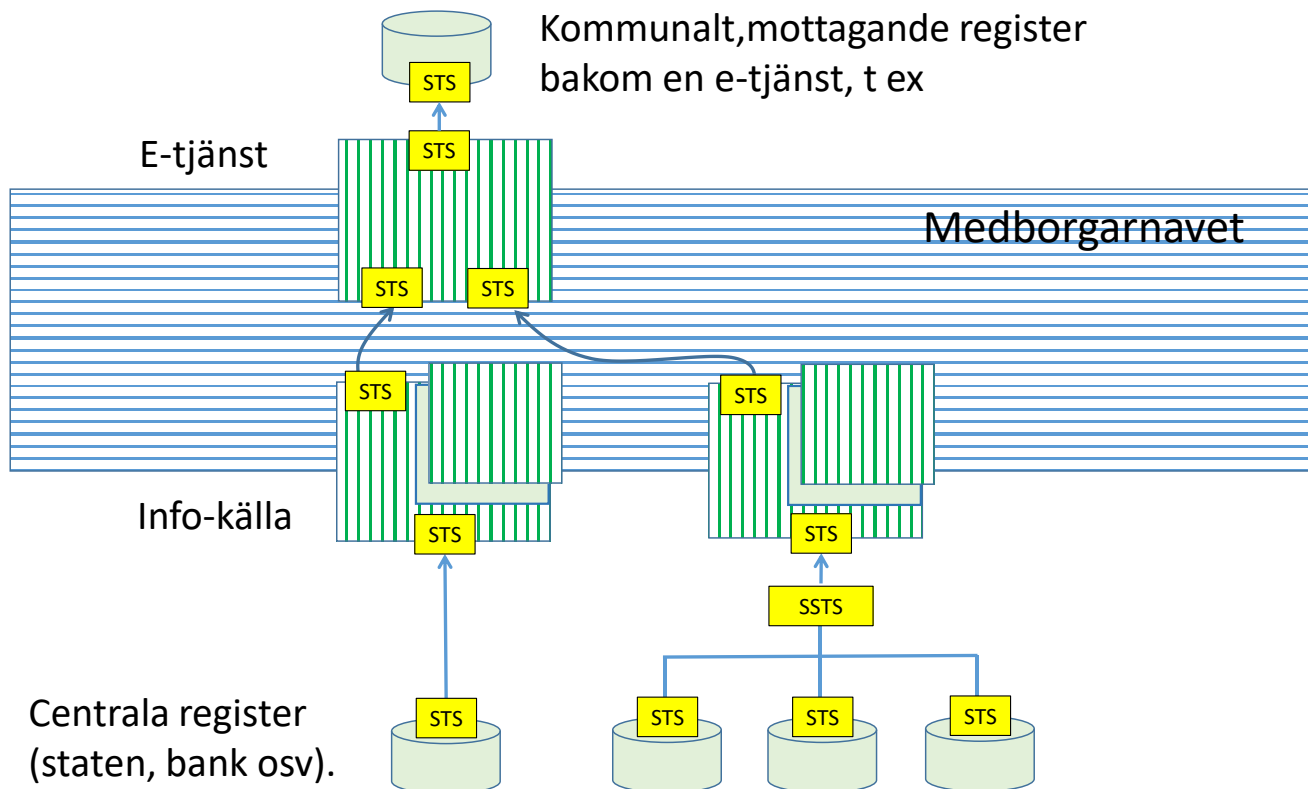 Kommunalt,mottagande register
bakom en e-tjänst, t ex
STS
STS
E-tjänst
Medborgarnavet
STS
STS
STS
STS
Info-källa
STS
STS
SSTS
Centrala register
(staten, bank osv).
STS
STS
STS
STS